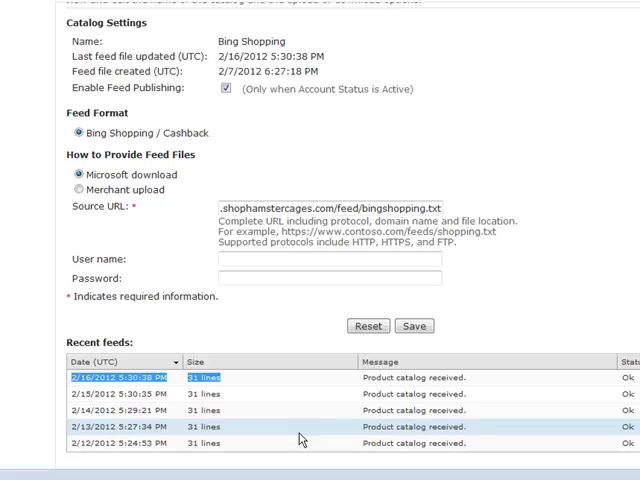 Catalog Settings
Name: Bing Shopping
Last feed file updated (UTC): 2/16/2012 5:30:38 PM
Feed file created (UTC): 2/7/2012 6:27:18 PM
Enable Feed Publishing: (Only when Account Status is Active)
Feed Format
Bing Shopping / Cashback
How to Provide Feed Files
Microsoft download
Merchant upload
Source URL: * .shophamstercages.com/feed/bingshopping.txt
Complete URL including protocol, domain name and file location.
For example, https://www.contoso.com/feeds/shopping.txt
Supported protocols include HTTP, HTTPS, and FTP.
User name:
Password:
* Indicates required information.
Reset Save
Recent feeds:
Date (UTC) Size Message Statu
2/16/2012 5:30:38 PM 31 lines Product catalog received. Ok
2/15/2012 5:30:35 PM 31 lines Product catalog received. Ok
2/14/2012 5:29:21 PM 31 lines Product catalog received. Ok
2/13/2012 5:27:34 PM 31 lines Product catalog received. Ok
2/12/2012 5:24:53 PM 31 lines Product catalog received. Ok